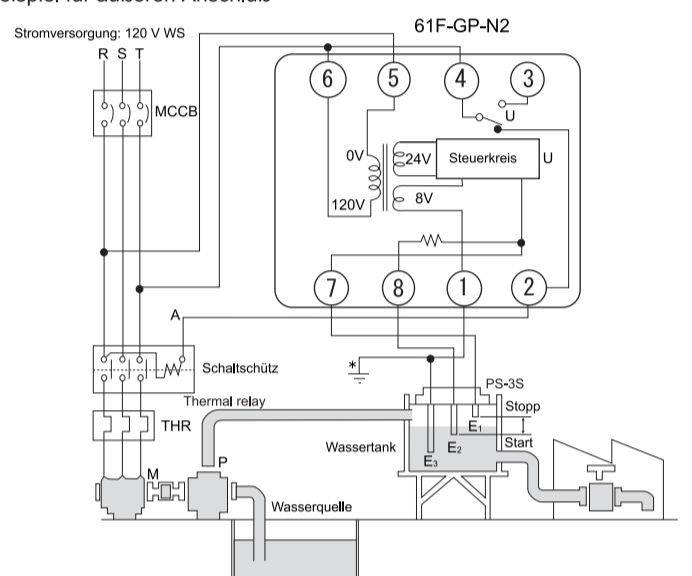 eispiel für äußeren Anschluß
61F-GP-N2
Stromversorgung: 120 V WS
R S T
MCCB
6 5 4 3
U
0V
24V
Steuerkreis
U
120V
8V
7 8 1 2
A
*
Schaltschütz
PS-3S
Thermal relay
Stopp
E1
THR
Wassertank
E2
Start
E3
M
P
Wasserquelle